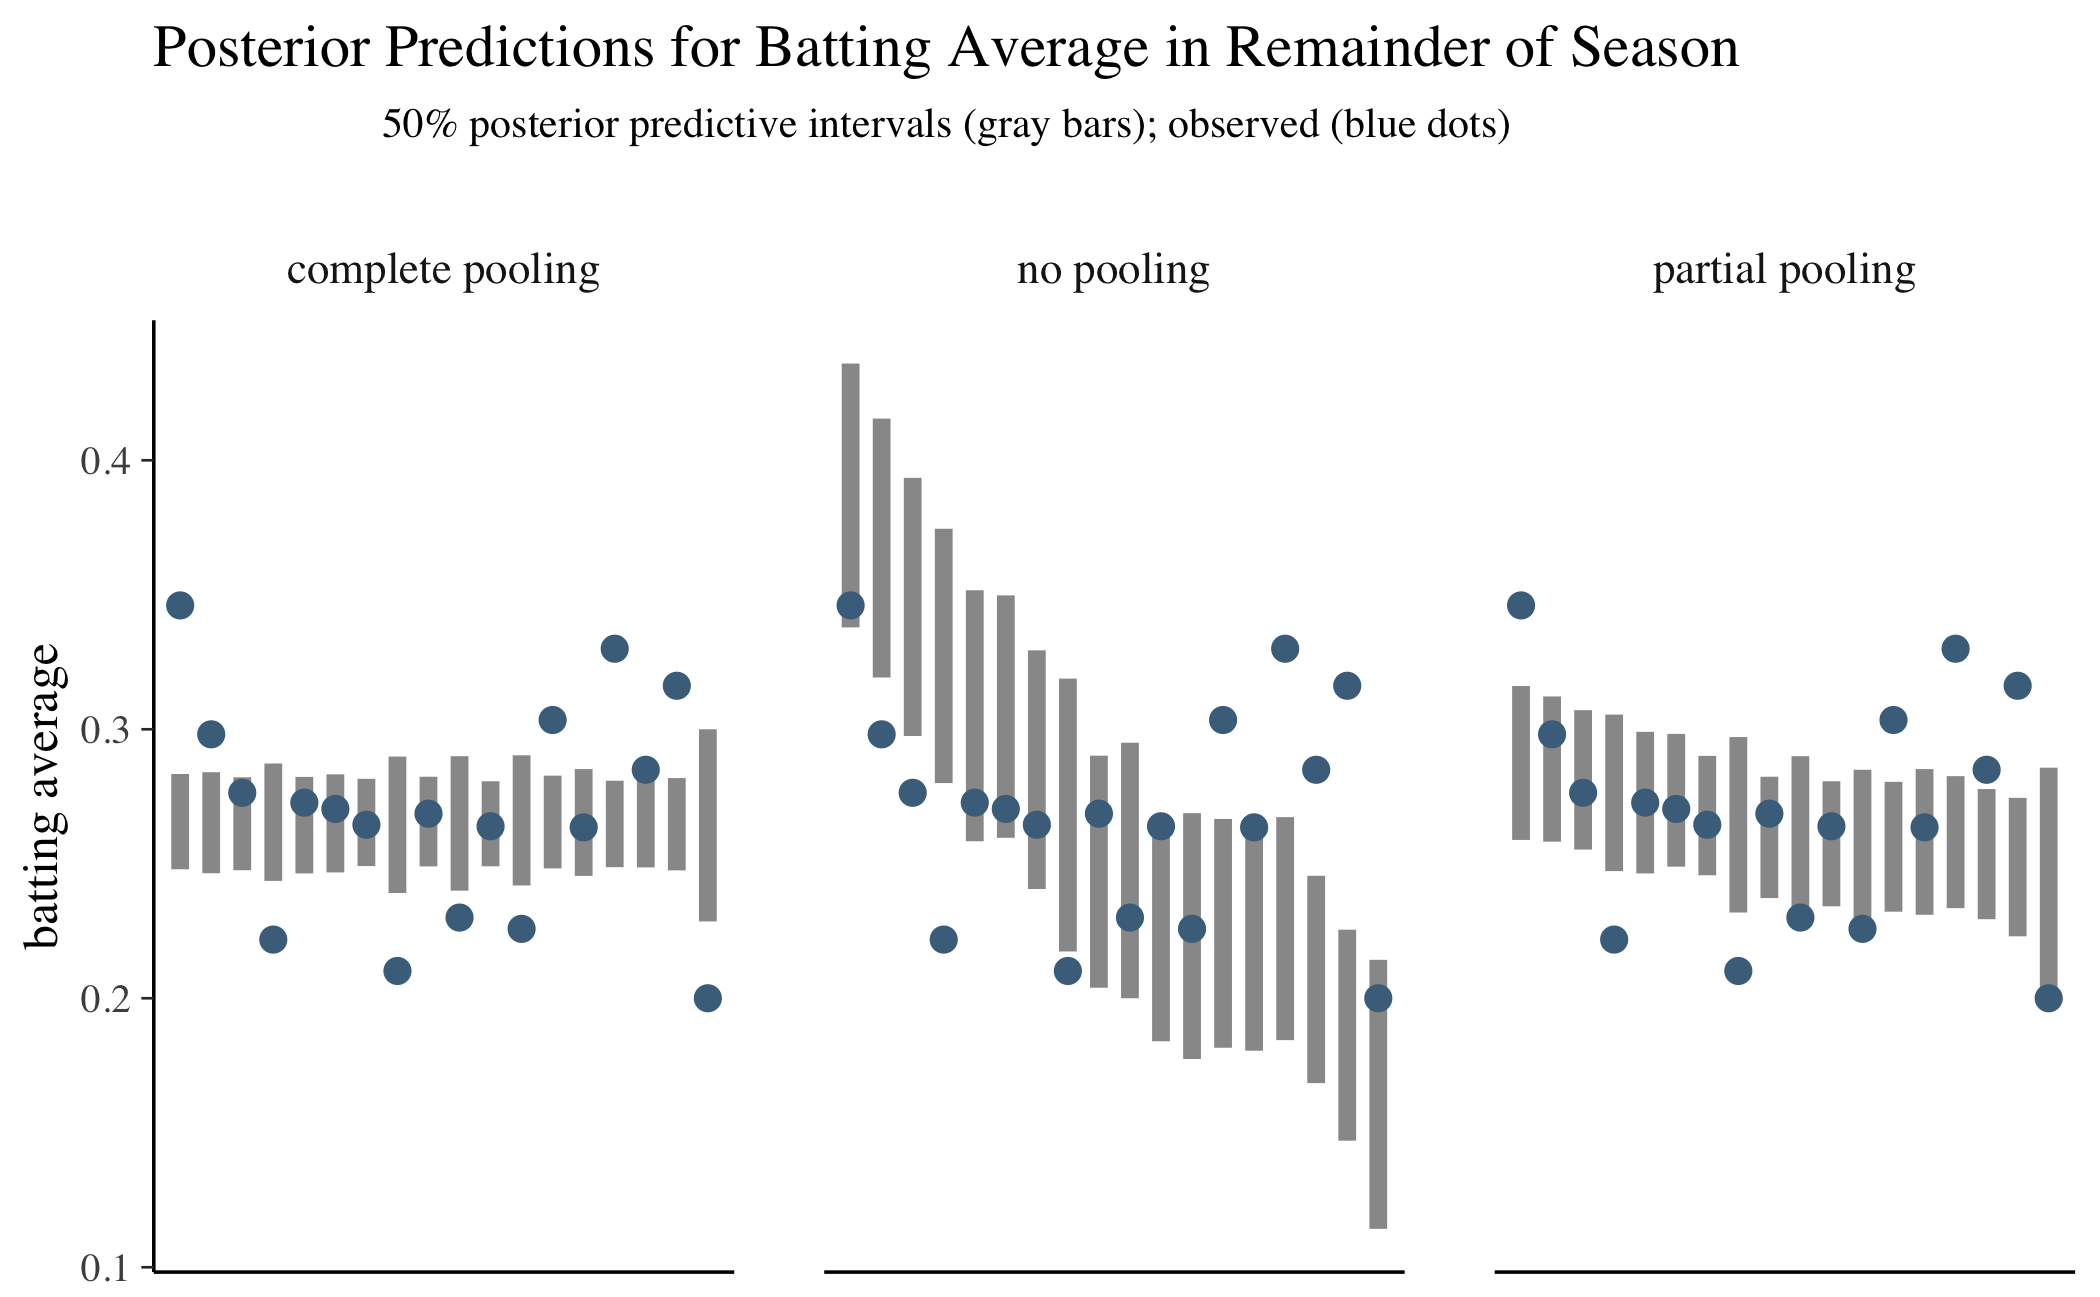 Posterior Predictions for Batting Average in Remainder of Season
50% posterior predictive intervals (gray bars); observed (blue dots)
complete pooling
no pooling
partial pooling
batting average
0.4
0.3
0.2
0.1